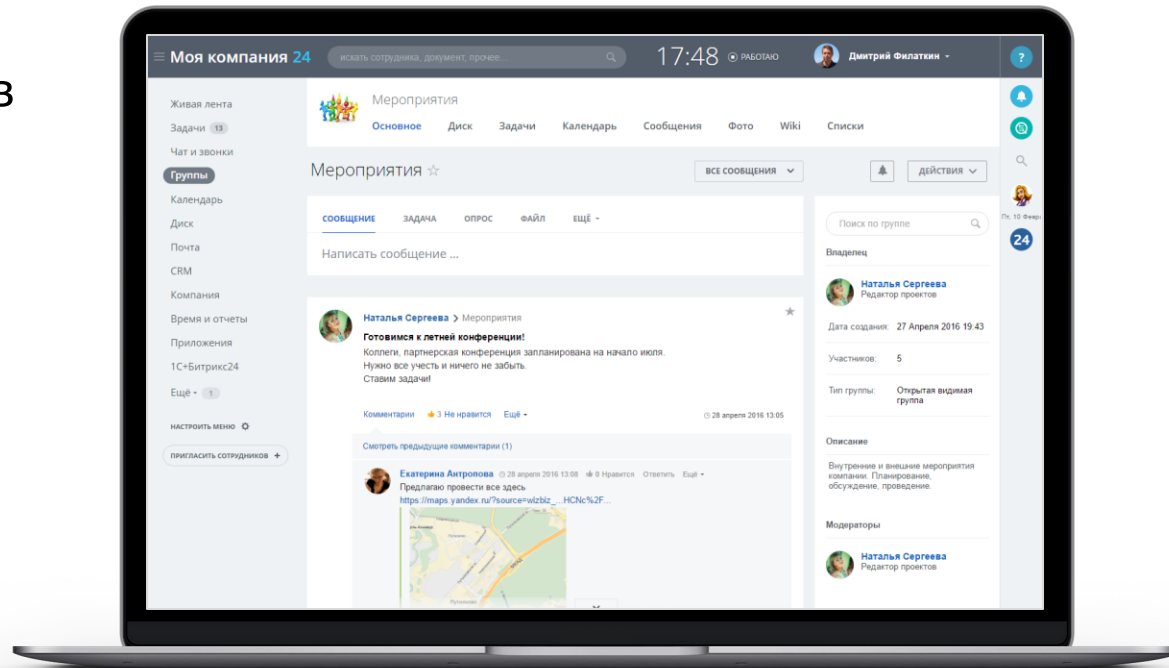 в
Моя компания 24
искать сотрудника, документ, прочее...
17:48
РАБОТАЮ
Дмитрий Филаткин
?
Живая лента
Задачи 13
Чат и звонки
Группы
Календарь
Диск
Почта
CRM
Компания
Время и отчеты
Приложения
1С+Битрикс24
Ещё 1
НАСТРОИТЬ МЕНЮ
ПРИГЛАСИТЬ СОТРУДНИКОВ +
Мероприятия
Основное Диск Задачи Календарь Сообщения Фото Wiki Списки
Мероприятия
ВСЕ СООБЩЕНИЯ
ДЕЙСТВИЯ
СООБЩЕНИЕ ЗАДАЧА ОПРОС ФАЙЛ ЕЩЁ
Написать сообщение ...
Наталья Сергеева > Мероприятия
Готовимся к летней конференции!
Коллеги, партнерская конференция запланирована на начало июля.
Нужно все учесть и ничего не забыть.
Ставим задачи!
Комментарии 3 Не нравится Ещё 28 апреля 2016 13:05
Смотреть предыдущие комментарии (1)
Екатерина Антропова 28 апреля 2016 13:08 0 Нравится Ответить Ещё
Предлагаю провести все здесь
https://maps.yandex.ru/?source=wizbiz_...HCNc%2F...
Поиск по группе
Владелец
Наталья Сергеева
Редактор проектов
Дата создания: 27 Апреля 2016 19:43
Участников: 5
Тип группы: Открытая видимая
группа
Описание
Внутренние и внешние мероприятия
компании. Планирование,
обсуждение, проведение.
Модераторы
Наталья Сергеева
Редактор проектов
Пт, 10 Февр
24